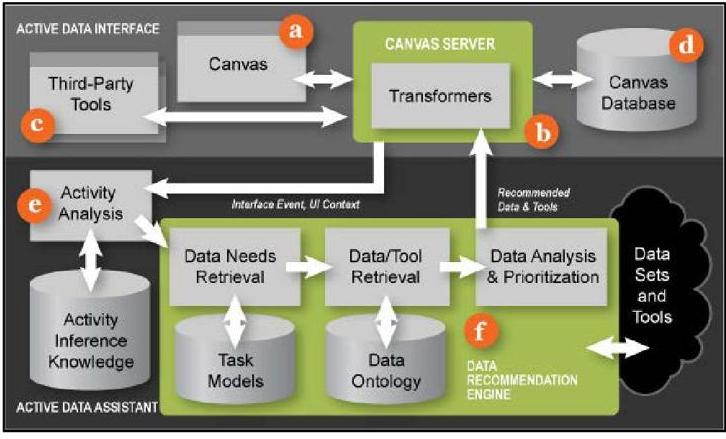 ACTIVE DATA INTERFACE
a
Canvas
CANVAS SERVER
Transformers
b
d
Canvas
Database
Third-Party
Tools
c
e
Activity
Analysis
Interface Event, UI Context
Recommended
Data & Tools
Data Needs
Retrieval
Data/Tool
Retrieval
Data Analysis
& Prioritization
Data
Sets
and
Tools
Activity
Inference
Knowledge
Task
Models
Data
Ontology
f
DATA
RECOMMENDATION
ENGINE
ACTIVE DATA ASSISTANT